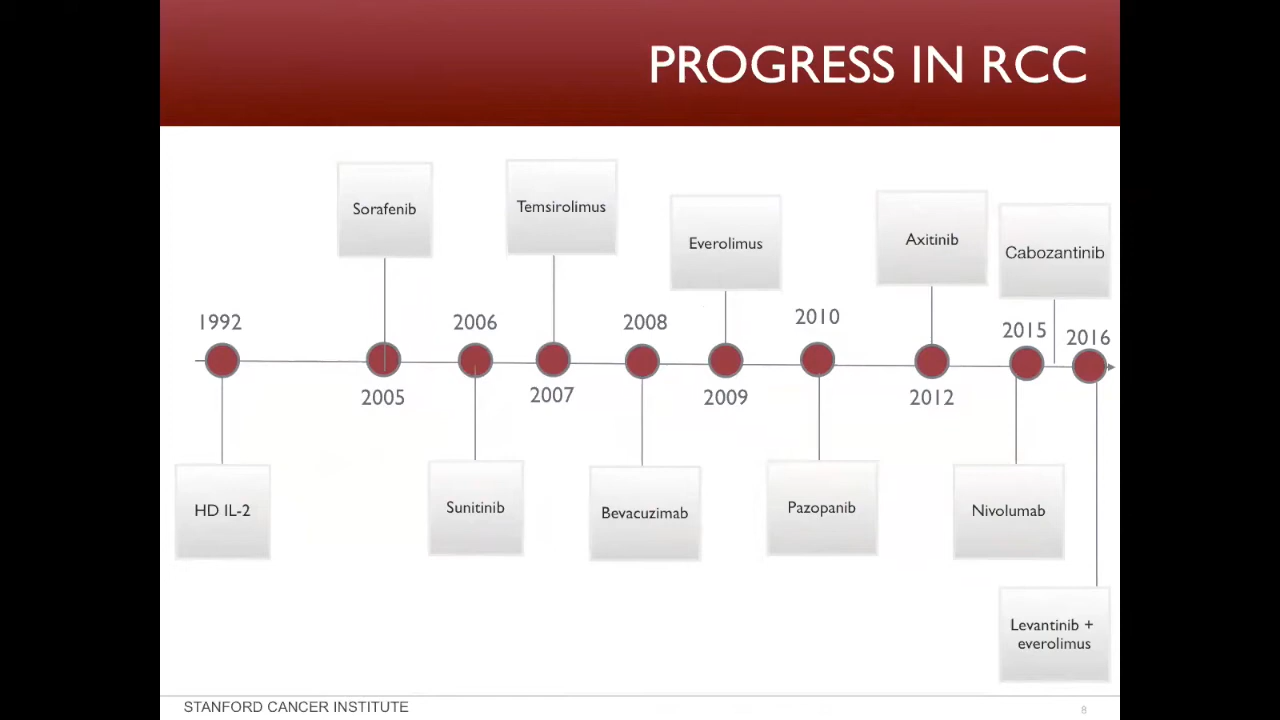 PROGRESS IN RCC
Sorafenib
Temsirolimus
Everolimus
Axitinib
Cabozantinib
1992
2006
2008
2010
2015
2016
2005
2007
2009
2012
HD IL-2
Sunitinib
Bevacuzimab
Pazopanib
Nivolumab
Levantinib +
everolimus
STANFORD CANCER INSTITUTE
8